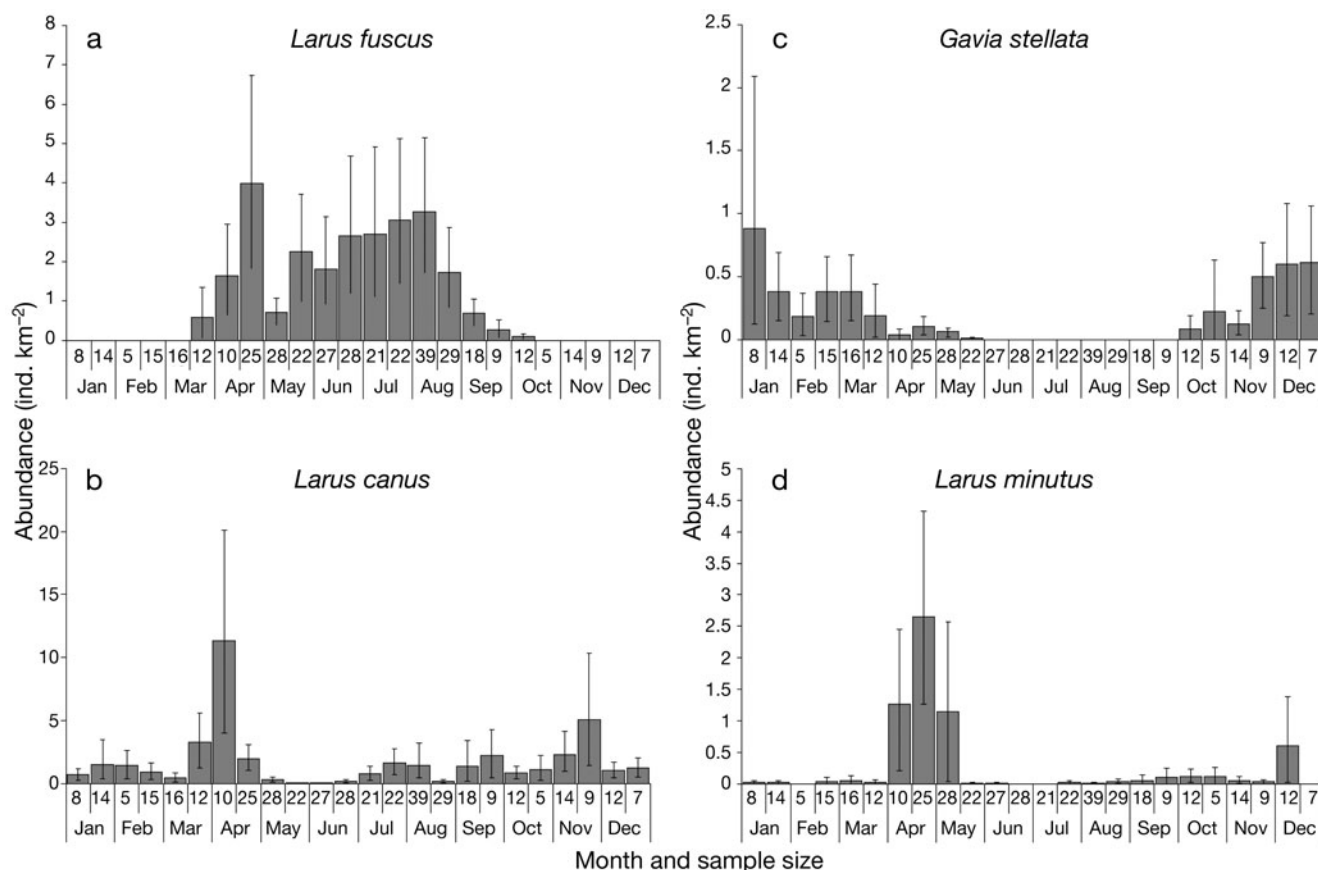 a
Larus fuscus
8
7
6
5
4
3
2
1
0
8 14 5 15 16 12 10 25 28 22 27 28 21 22 39 29 18 9 12 5 14 9 12 7
Jan Feb Mar Apr May Jun Jul Aug Sep Oct Nov Dec
c
Gavia stellata
2.5
2
1.5
1
0.5
0
8 14 5 15 16 12 10 25 28 22 27 28 21 22 39 29 18 9 12 5 14 9 12 7
Jan Feb Mar Apr May Jun Jul Aug Sep Oct Nov Dec
Abundance (ind. km⁻²)
Abundance (ind. km⁻²)
b
Larus canus
25
20
15
10
5
0
8 14 5 15 16 12 10 25 28 22 27 28 21 22 39 29 18 9 12 5 14 9 12 7
Jan Feb Mar Apr May Jun Jul Aug Sep Oct Nov Dec
d
Larus minutus
5
4.5
4
3.5
3
2.5
2
1.5
1
0.5
0
8 14 5 15 16 12 10 25 28 22 27 28 21 22 39 29 18 9 12 5 14 9 12 7
Jan Feb Mar Apr May Jun Jul Aug Sep Oct Nov Dec
Month and sample size